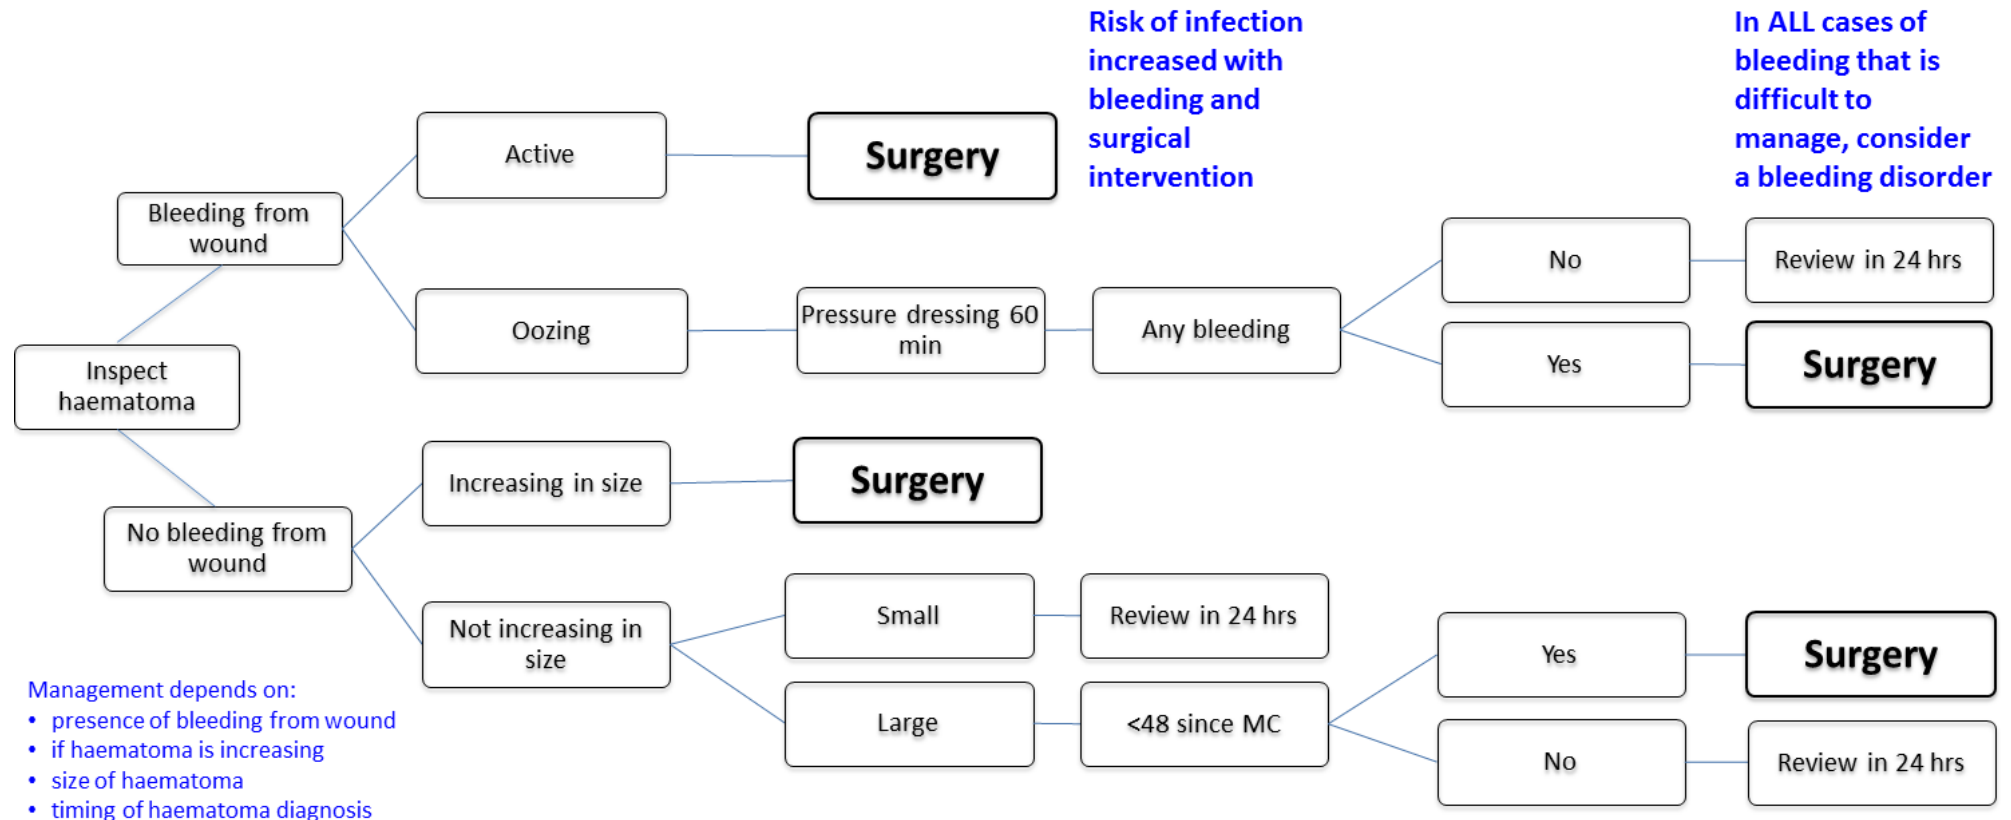 Risk of infection
increased with
bleeding and
surgical
intervention
In ALL cases of
bleeding that is
difficult to
manage, consider
a bleeding disorder
Inspect
haematoma
Bleeding from
wound
Active
Surgery
Oozing
Pressure dressing 60
min
Any bleeding
No
Review in 24 hrs
Yes
Surgery
No bleeding from
wound
Increasing in size
Surgery
Not increasing in
size
Small
Review in 24 hrs
Large
<48 since MC
Yes
Surgery
No
Review in 24 hrs
Management depends on:
• presence of bleeding from wound
• if haematoma is increasing
• size of haematoma
• timing of haematoma diagnosis